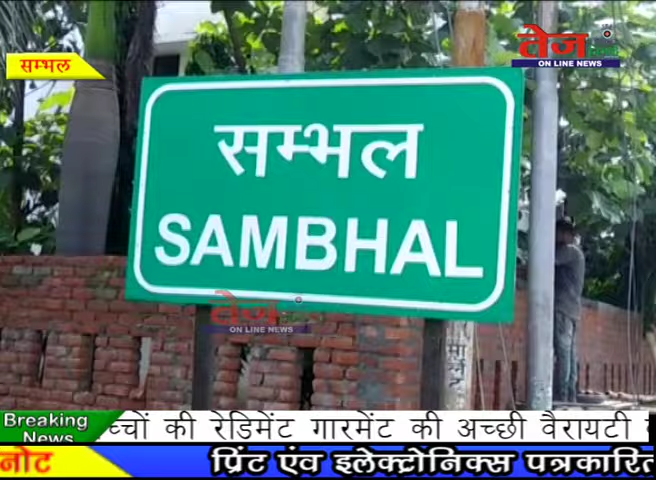 सम्भल
तेज
ON LINE NEWS
सम्भल
SAMBHAL
तेज
ON LINE NEWS
Breaking News
च्चों की रेडिमेंट गारमेंट की अच्छी वैरायटी
नोट
प्रिंट एंव इलेक्ट्रोनिक्स पत्रकारित